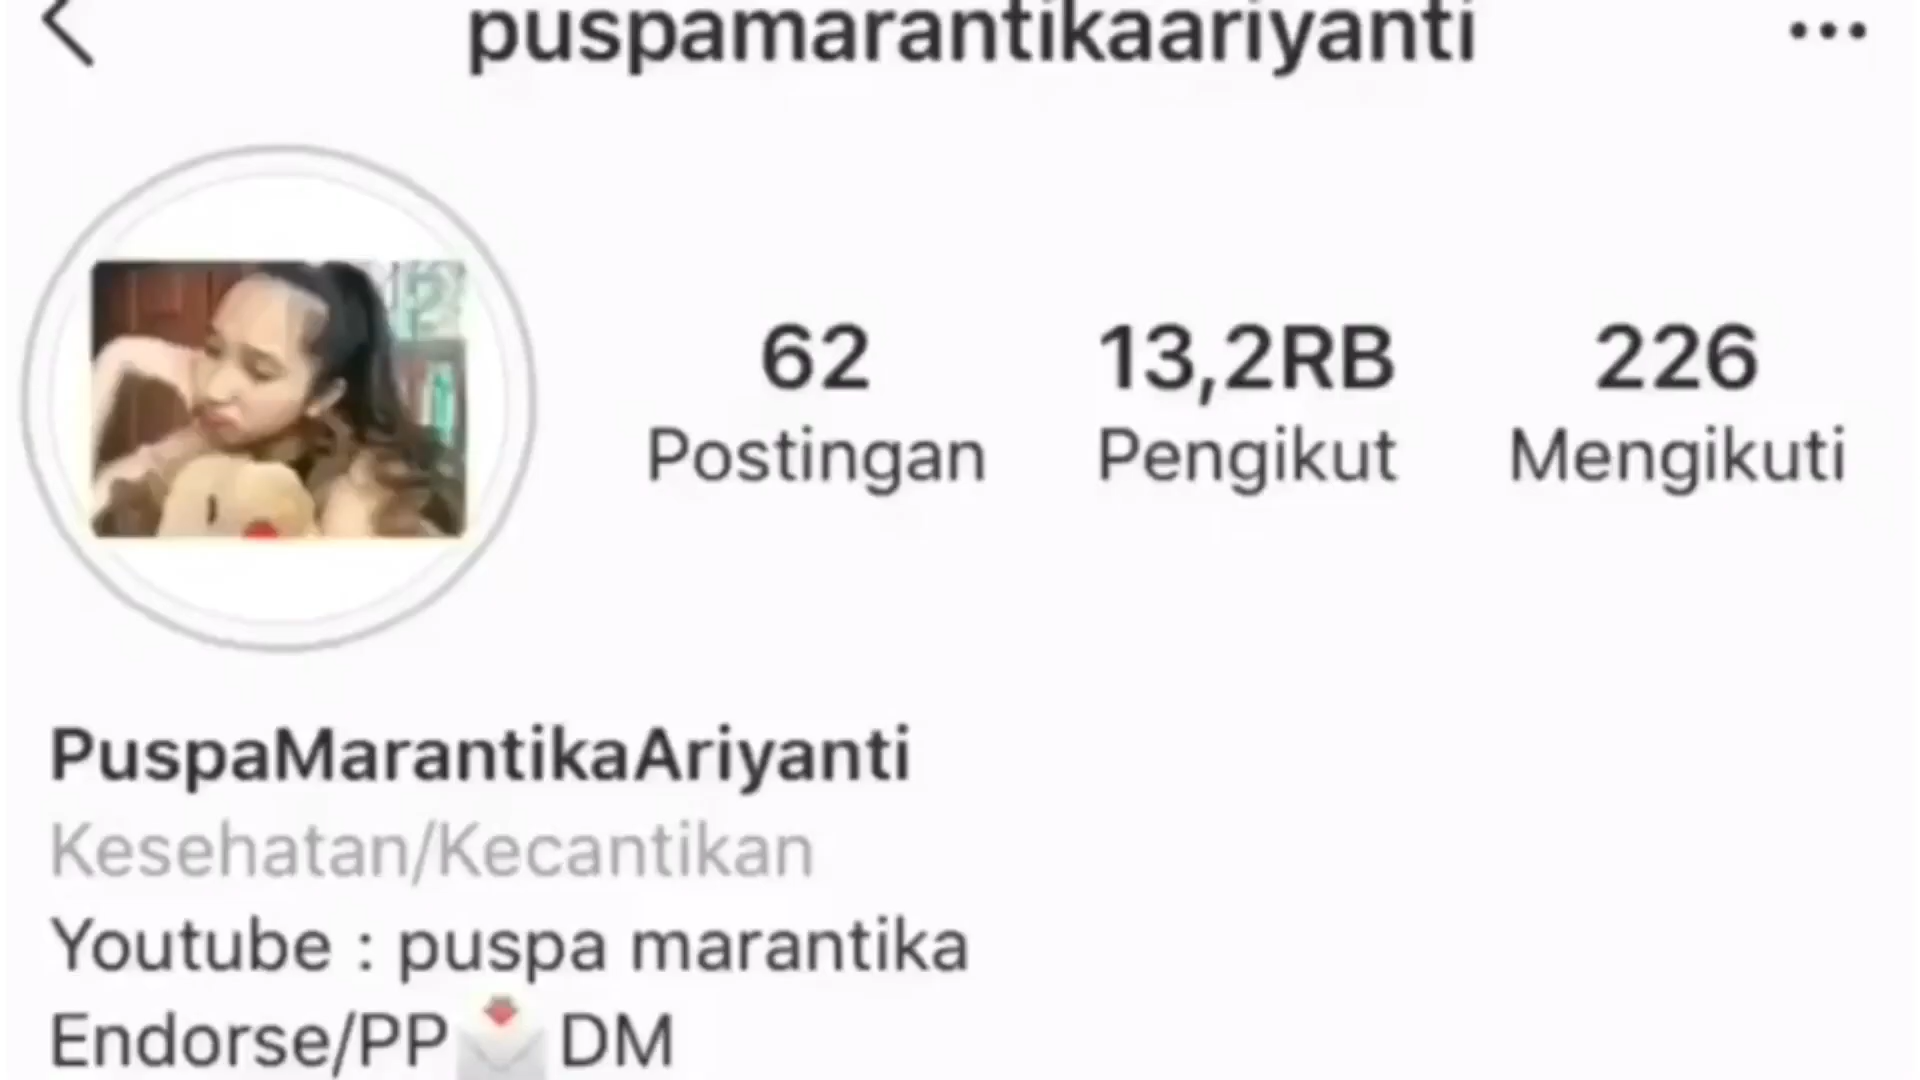 puspamarantikaariyanti
62 13,2RB 226
Postingan Pengikut Mengikuti
PuspaMarantikaAriyanti
Kesehatan/Kecantikan
Youtube : puspa marantika
Endorse/PP💌DM